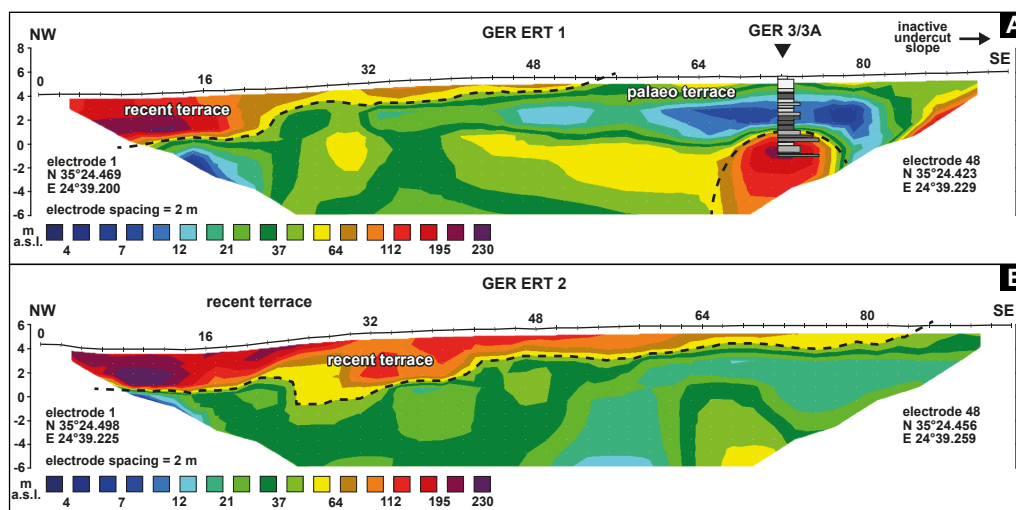 GER ERT 1
GER 3/3A
inactive
undercut
slope
A
NW
SE
8
6
4
2
0
-2
-4
-6
0
16
32
48
64
80
recent terrace
palaeo terrace
electrode 1
N 35°24.469
E 24°39.200
electrode 48
N 35°24.423
E 24°39.229
electrode spacing = 2 m
m
a.s.l.
4
7
12
21
37
64
112
195
230
GER ERT 2
NW
recent terrace
SE
6
4
2
0
-2
-4
-6
0
16
32
48
64
80
recent terrace
electrode 1
N 35°24.498
E 24°39.225
electrode 48
N 35°24.456
E 24°39.259
electrode spacing = 2 m
m
a.s.l.
4
7
12
21
37
64
112
195
230